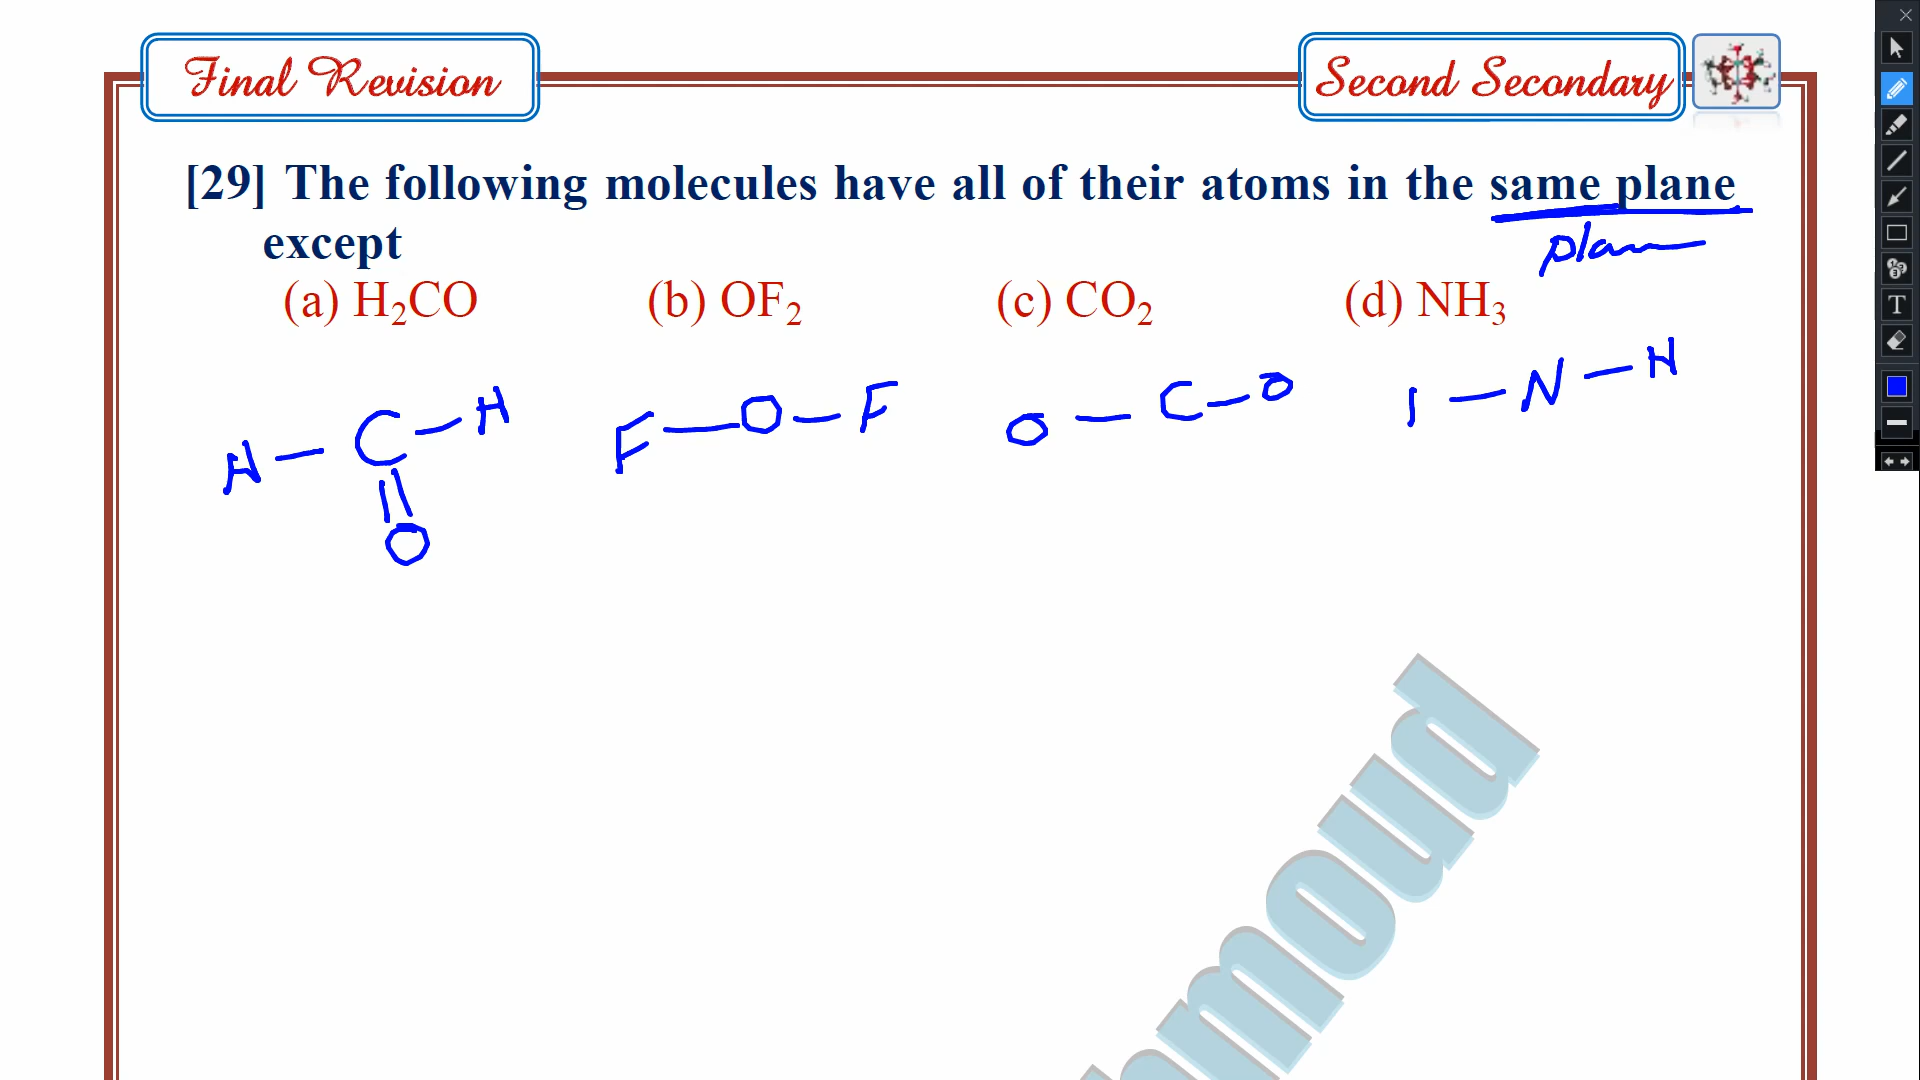 Final Revision
Second Secondary
[29] The following molecules have all of their atoms in the same plane
except
plan
(a) H₂CO (b) OF₂ (c) CO₂ (d) NH₃
H – C – H
O
F – O – F
O – C – O
I – N – H
hmoud